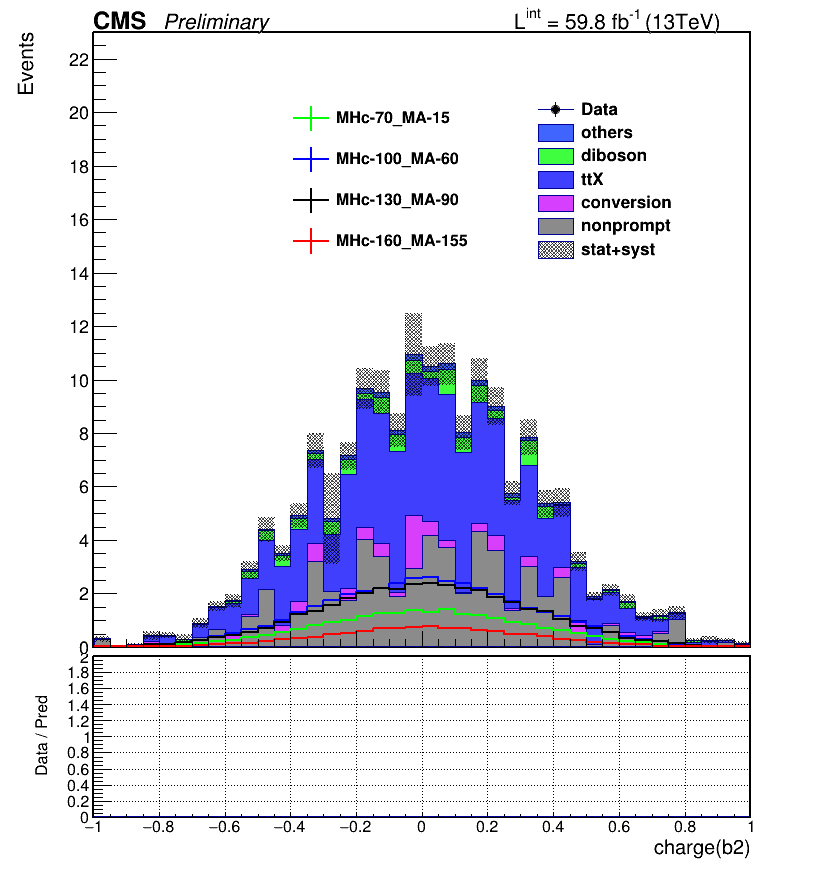 CMS Preliminary L^int = 59.8 fb^-1 (13TeV)
Events
22
20
18
16
14
12
10
8
6
4
2
0
MHc-70_MA-15
MHc-100_MA-60
MHc-130_MA-90
MHc-160_MA-155
Data
others
diboson
ttX
conversion
nonprompt
stat+syst
Data / Pred
2
1.8
1.6
1.4
1.2
1
0.8
0.6
0.4
0.2
0
−1 −0.8 −0.6 −0.4 −0.2 0 0.2 0.4 0.6 0.8 1
charge(b2)